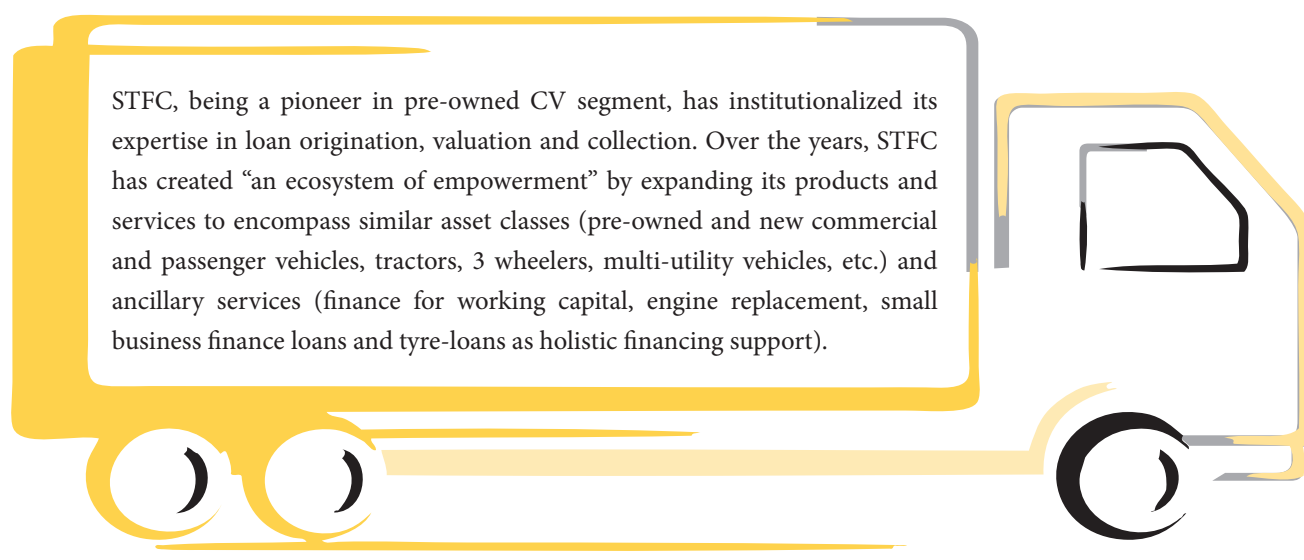 STFC, being a pioneer in pre-owned CV segment, has institutionalized its
expertise in loan origination, valuation and collection. Over the years, STFC
has created “an ecosystem of empowerment” by expanding its products and
services to encompass similar asset classes (pre-owned and new commercial
and passenger vehicles, tractors, 3 wheelers, multi-utility vehicles, etc.) and
ancillary services (finance for working capital, engine replacement, small
business finance loans and tyre-loans as holistic financing support).